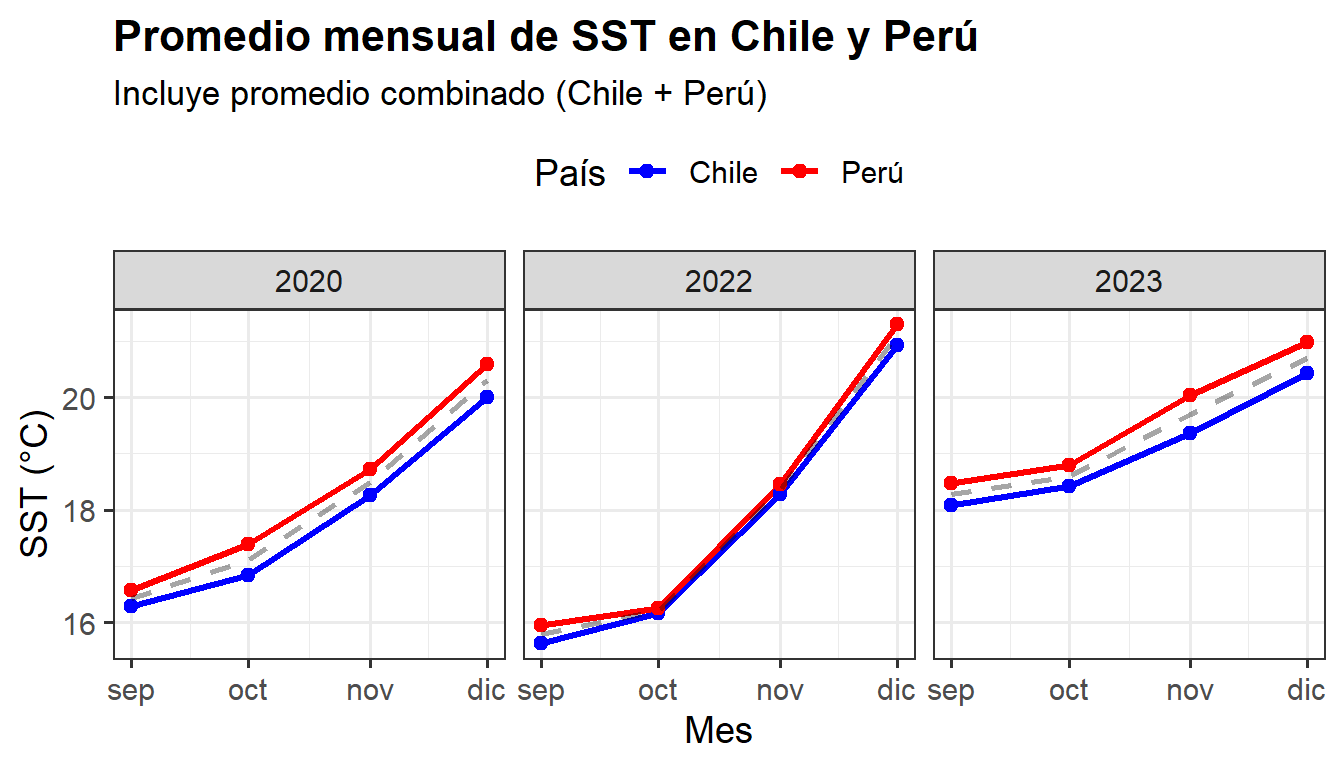 Promedio mensual de SST en Chile y Perú
Incluye promedio combinado (Chile + Perú)
País Chile Perú
2020 2022 2023
20
18
16
SST (°C)
sep oct nov dic sep oct nov dic sep oct nov dic
Mes